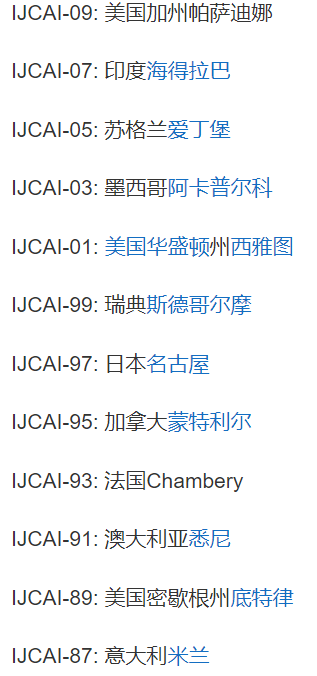 IJCAI-09: 美国加州帕萨迪娜
IJCAI-07: 印度海得拉巴
IJCAI-05: 苏格兰爱丁堡
IJCAI-03: 墨西哥阿卡普尔科
IJCAI-01: 美国华盛顿州西雅图
IJCAI-99: 瑞典斯德哥尔摩
IJCAI-97: 日本名古屋
IJCAI-95: 加拿大蒙特利尔
IJCAI-93: 法国Chambery
IJCAI-91: 澳大利亚悉尼
IJCAI-89: 美国密歇根州底特律
IJCAI-87: 意大利米兰